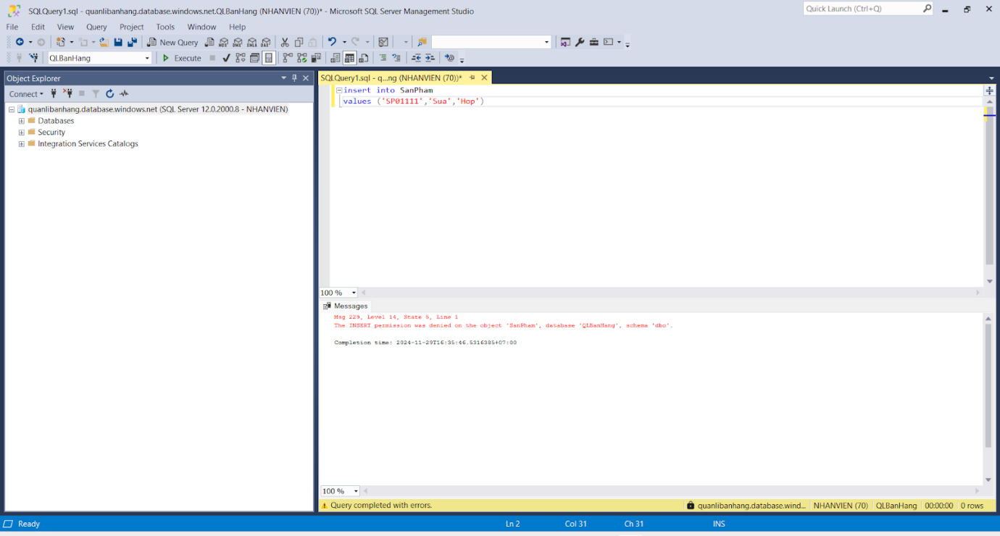 SQLQuery1.sql - quanlibanhang.database.windows.net.QLBanHang (NHANVIEN (70))* - Microsoft SQL Server Management Studio
Quick Launch (Ctrl+Q)
File Edit View Query Project Tools Window Help
New Query
MDX DMX XMLA DAX
QLBanHang
Execute
Object Explorer
Connect
quanlibanhang.database.windows.net (SQL Server 12.0.2000.8 - NHANVIEN)
Databases
Security
Integration Services Catalogs
SQLQuery1.sql - q...ng (NHANVIEN (70))*
insert into SanPham
values ('SP01111','Sua','Hop')
100 %
Messages
Msg 229, Level 14, State 5, Line 1
The INSERT permission was denied on the object 'SanPham', database 'QLBanHang', schema 'dbo'.
Completion time: 2024-11-29T16:35:46.5316385+07:00
100 %
Query completed with errors.
quanlibanhang.database.wind... NHANVIEN (70) QLBanHang 00:00:00 0 rows
Ready Ln 2 Col 31 Ch 31 INS